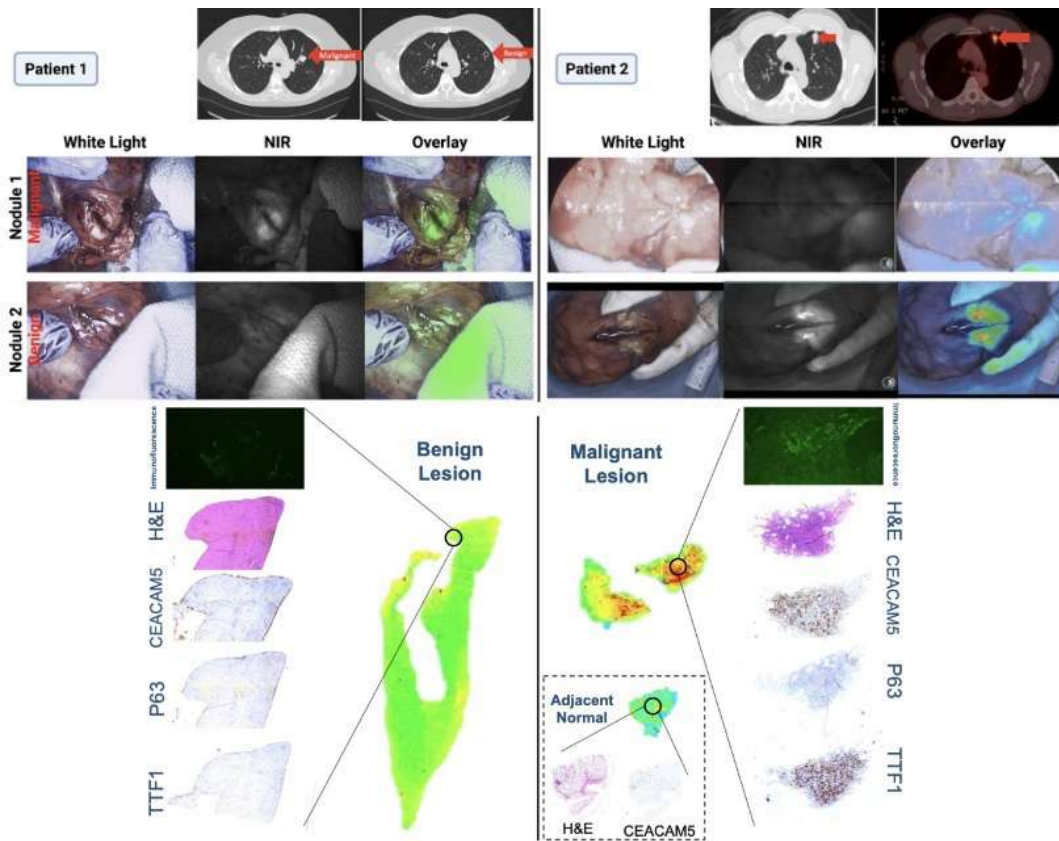 Patient 1
Malignant
Benign
Patient 2
White Light
NIR
Overlay
White Light
NIR
Overlay
Nodule 1
Malignant
Nodule 2
Benign
Immunofluorescence
H&E
CEACAM5
P63
TTF1
Benign
Lesion
Malignant
Lesion
Adjacent
Normal
H&E
CEACAM5
Immunofluorescence
H&E
CEACAM5
P63
TTF1